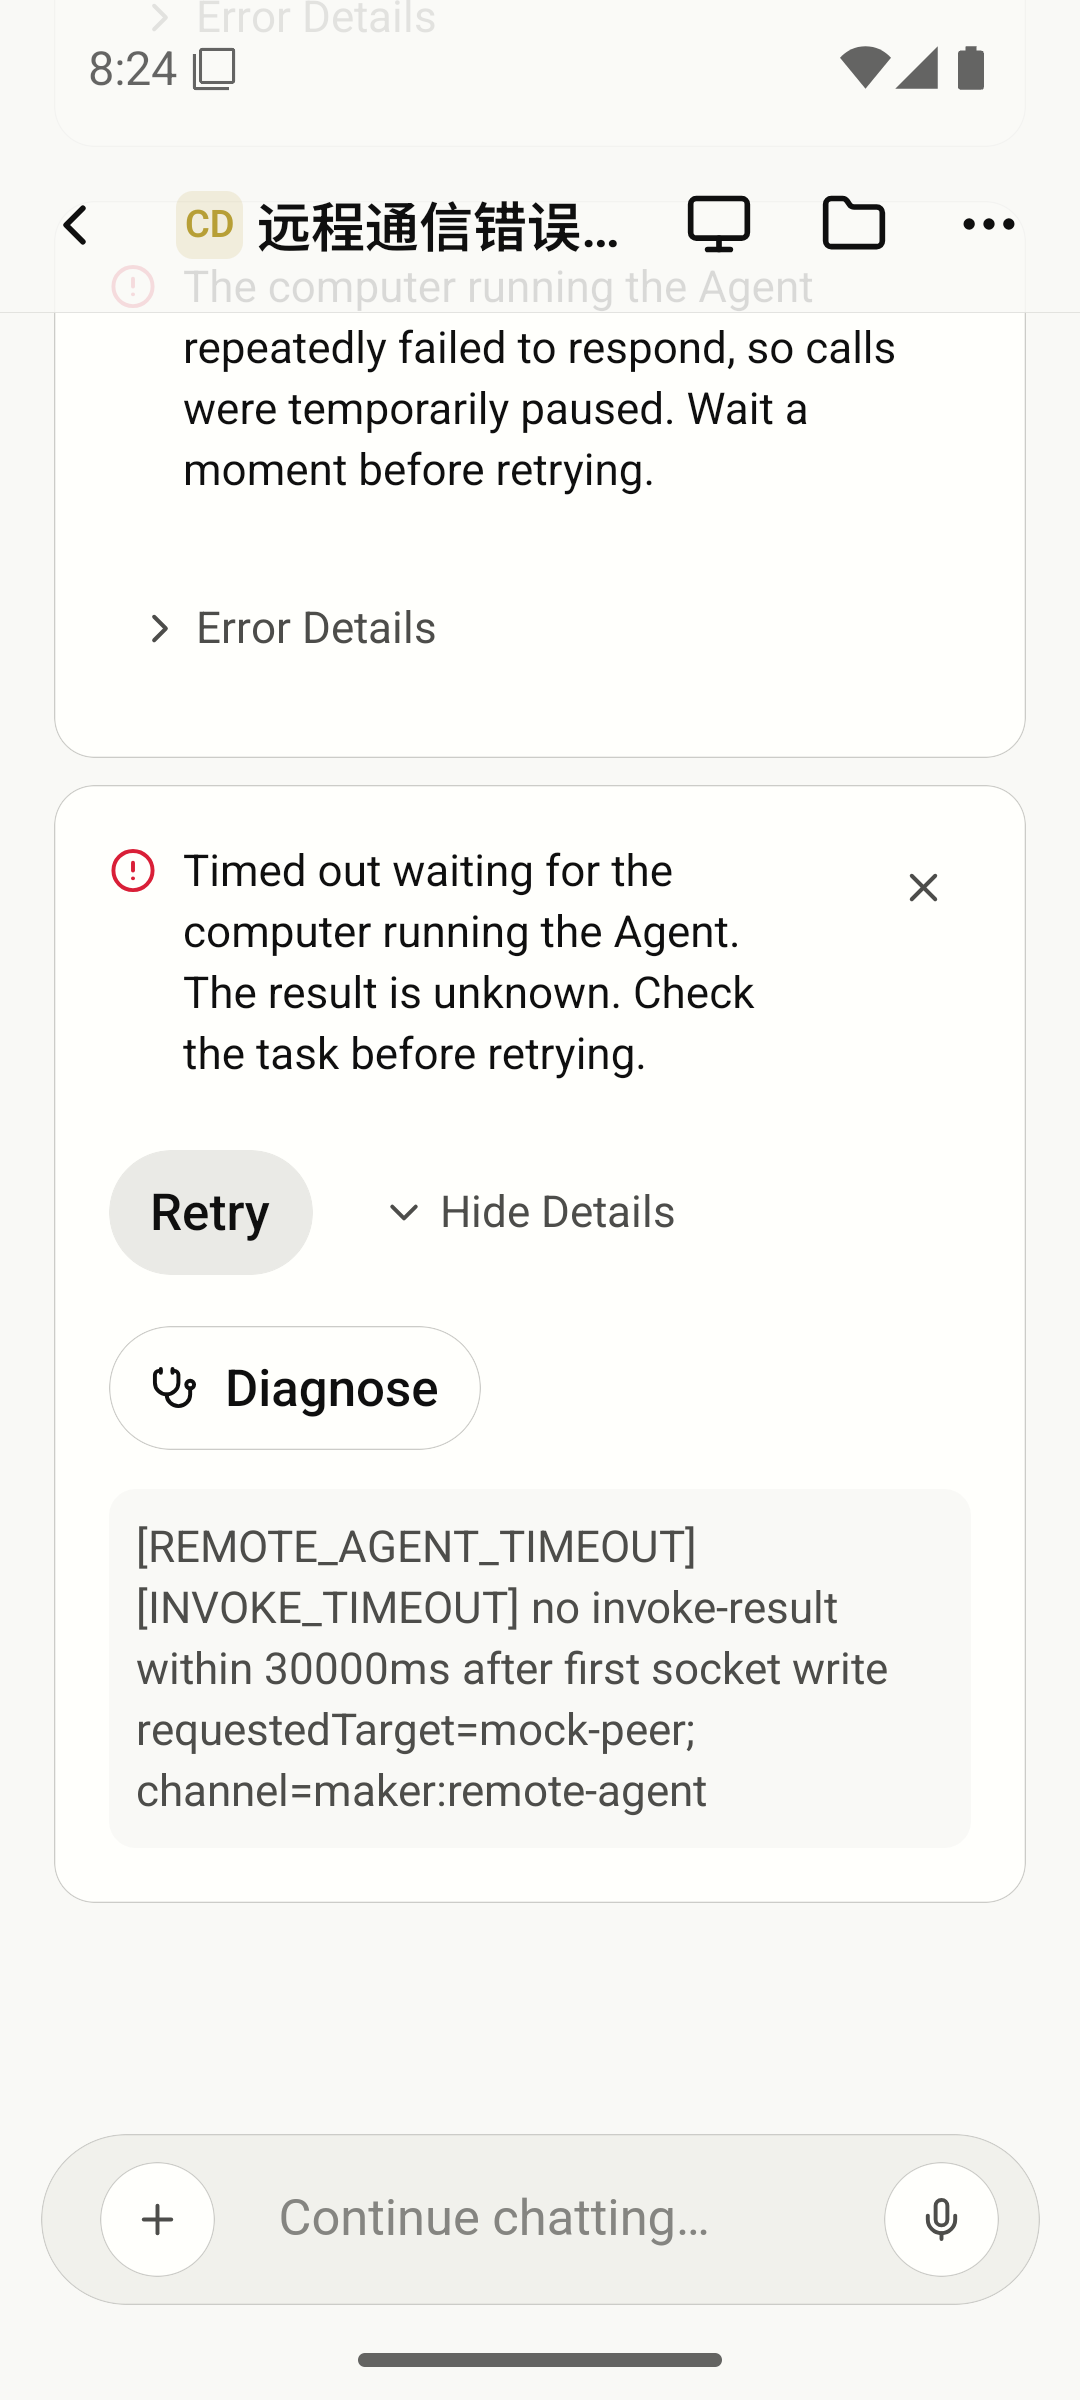 Error Details
8:24
CD 远程通信错误...
The computer running the Agent
repeatedly failed to respond, so calls
were temporarily paused. Wait a
moment before retrying.
Error Details
Timed out waiting for the
computer running the Agent.
The result is unknown. Check
the task before retrying.
Retry
Hide Details
Diagnose
[REMOTE_AGENT_TIMEOUT]
[INVOKE_TIMEOUT] no invoke-result
within 30000ms after first socket write
requestedTarget=mock-peer;
channel=maker:remote-agent
Continue chatting...